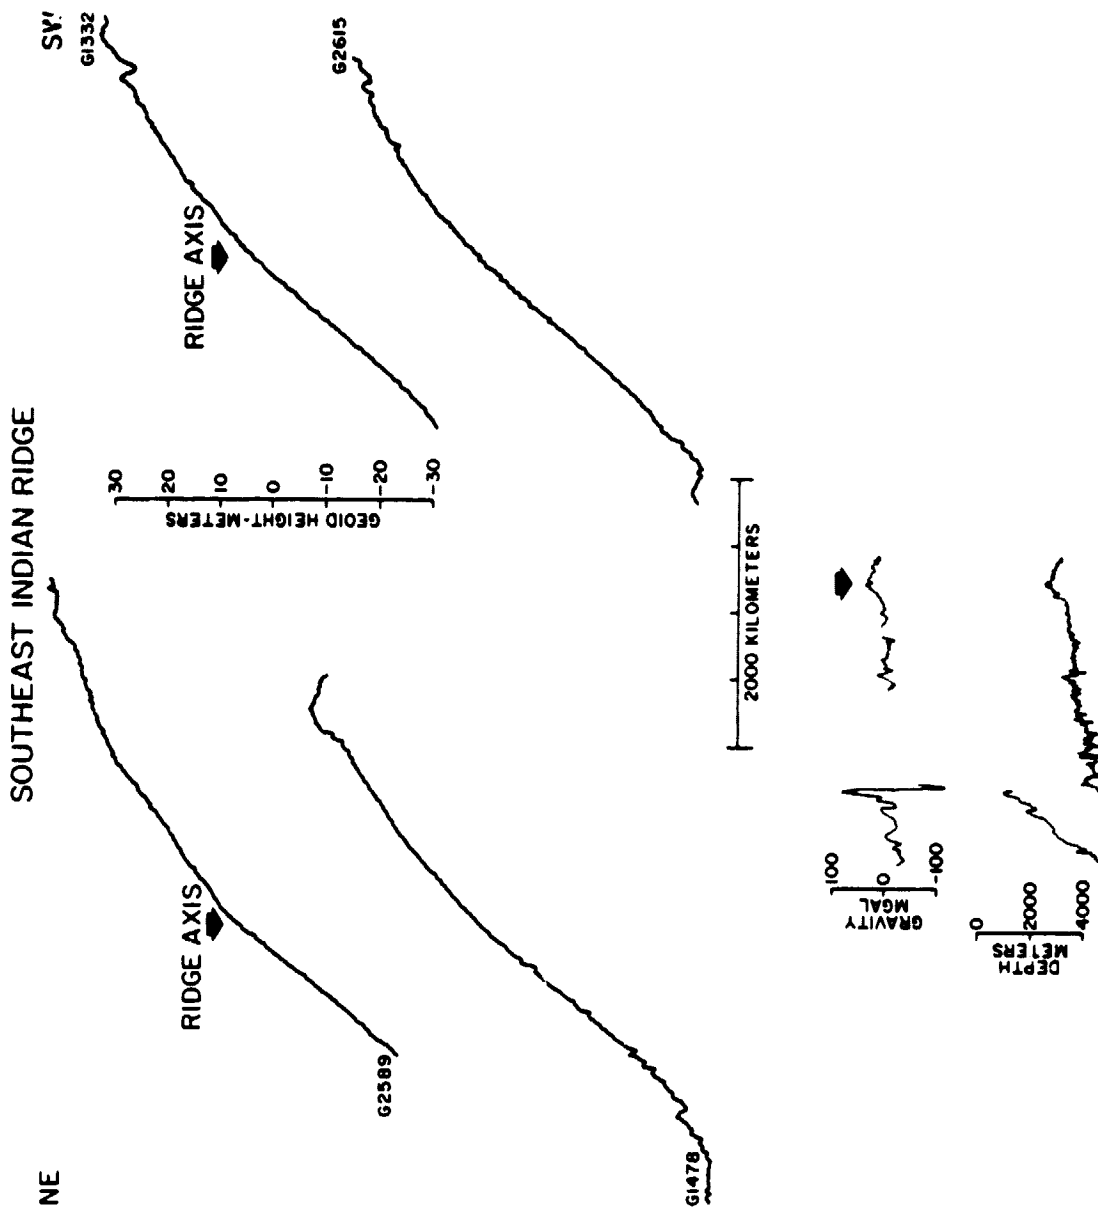 SOUTHEAST INDIAN RIDGE
NE
SW
G1332
G2615
RIDGE AXIS
RIDGE AXIS
G2589
G1478
30
20
10
0
-10
-20
-30
GEOID HEIGHT-METERS
2000 KILOMETERS
100
0
-100
GRAVITY
MGAL
0
2000
4000
DEPTH
METERS